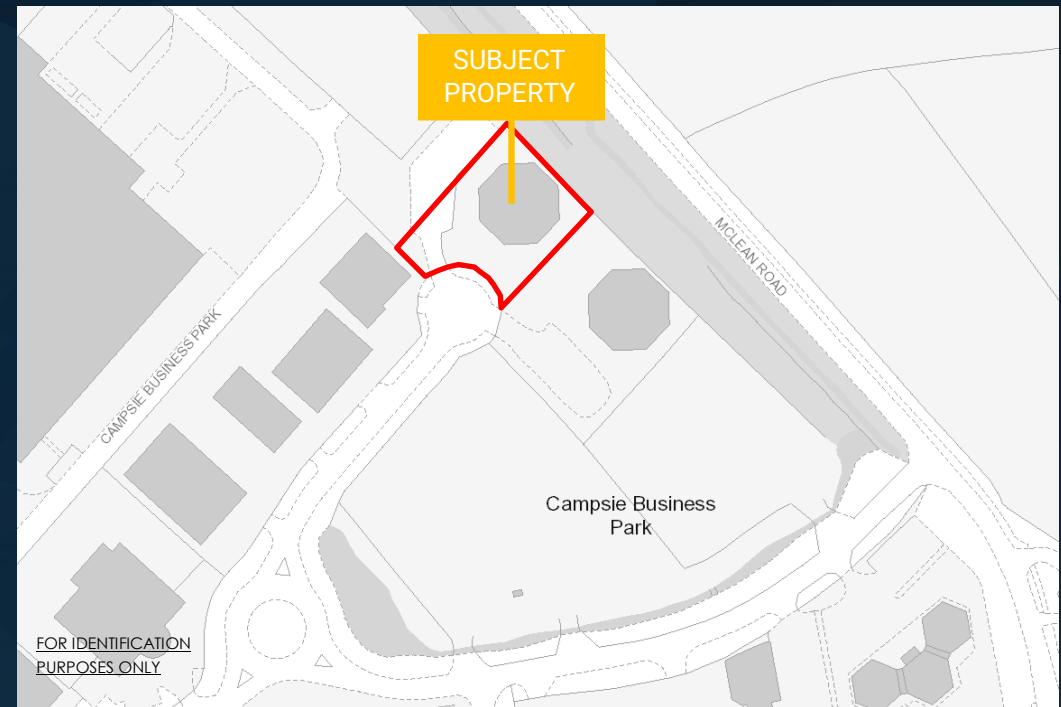 SUBJECT
PROPERTY
MCLEAN ROAD
CAMPSIE BUSINESS PARK
Campsie Business
Park
FOR IDENTIFICATION
PURPOSES ONLY